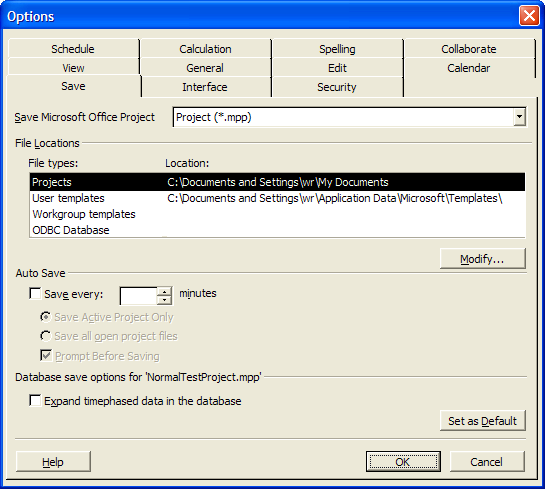 Options
Schedule Calculation Spelling Collaborate
View General Edit Calendar
Save Interface Security
Save Microsoft Office Project Project (*.mpp)
File Locations
File types: Location:
Projects C:\Documents and Settings\wr\My Documents
User templates C:\Documents and Settings\wr\Application Data\Microsoft\Templates\
Workgroup templates
ODBC Database
Modify...
Auto Save
Save every: minutes
Save Active Project Only
Save all open project files
Prompt Before Saving
Database save options for 'NormalTestProject.mpp'
Expand timephased data in the database
Set as Default
Help OK Cancel